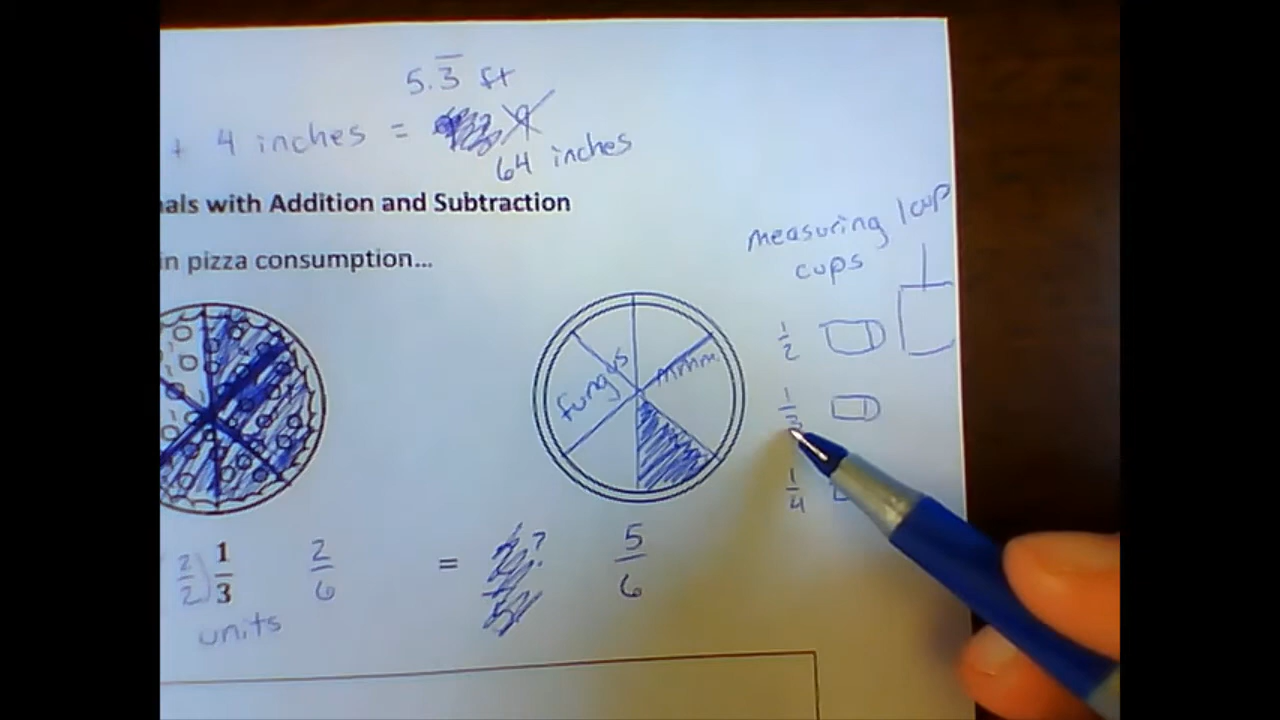 5.3̅ ft
+ 4 inches =
64 inches
als with Addition and Subtraction
in pizza consumption...
measuring 1 cup
cups
fungus
mmm.
1/2
1/3
1/4
2/2) 1/3 2/6 = 5/6
units